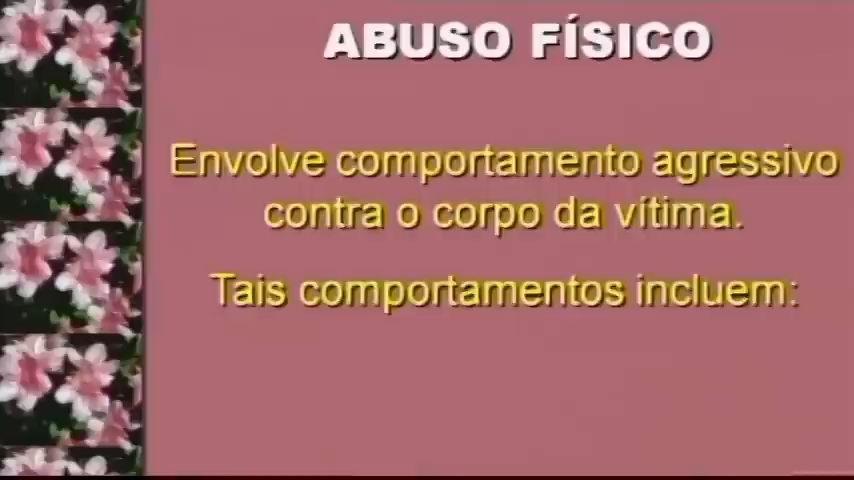 ABUSO FÍSICO
Envolve comportamento agressivo
contra o corpo da vítima.
Tais comportamentos incluem: